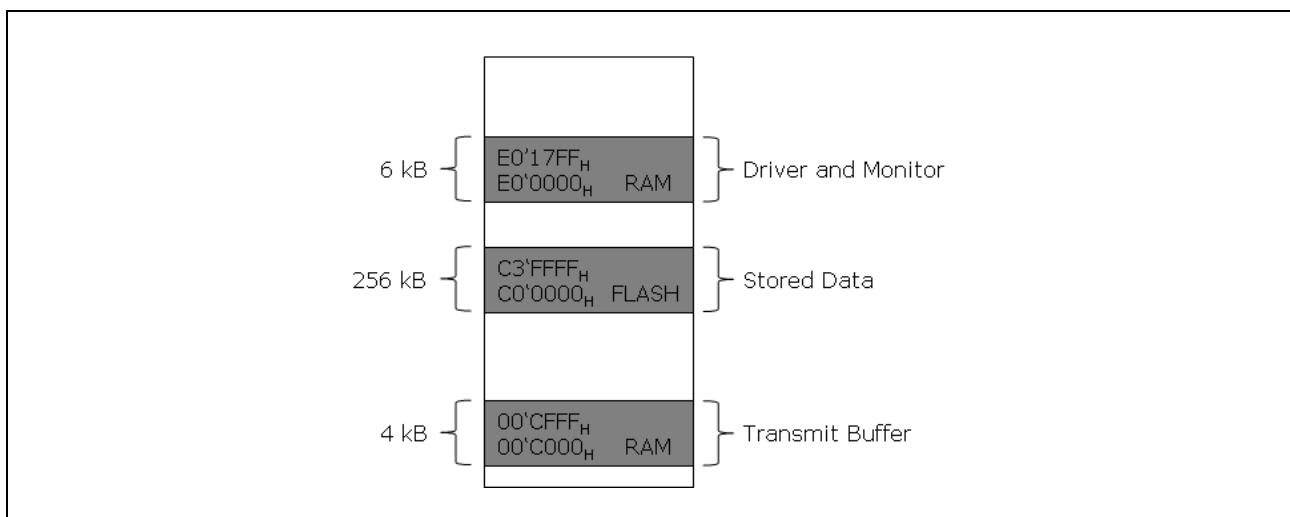 6 kB
E0'17FFH
E0‘0000H RAM
Driver and Monitor
256 kB
C3‘FFFFH
C0‘0000H FLASH
Stored Data
4 kB
00‘CFFFH
00‘C000H RAM
Transmit Buffer